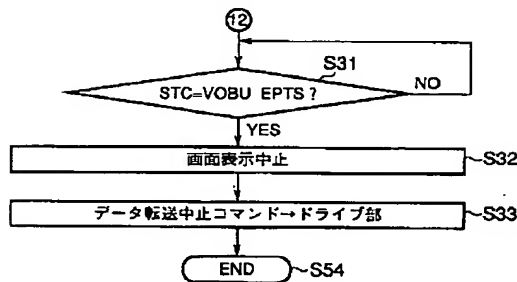 12
S31
STC=VOBU EPTS?
NO
YES
画面表示中止
S32
データ転送中止コマンド→ドライブ部
S33
END
S54